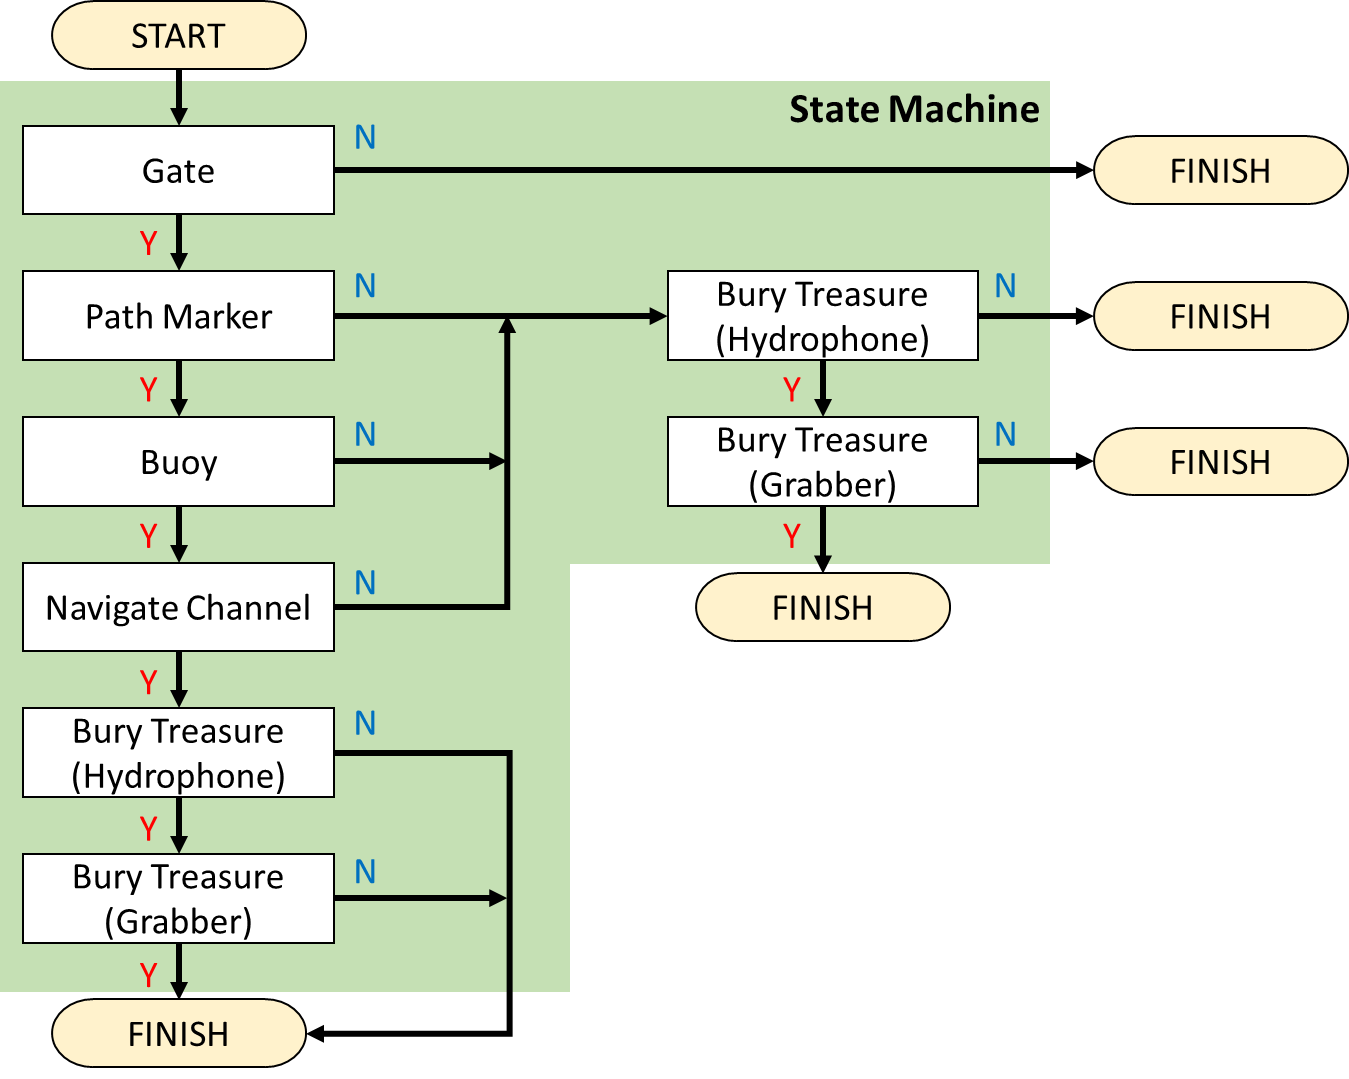 START
State Machine
N
Gate
FINISH
Y
N
Path Marker
Bury Treasure
(Hydrophone)
N
FINISH
Y
Y
N
Buoy
Bury Treasure
(Grabber)
N
FINISH
Y
Y
N
Navigate Channel
FINISH
Y
N
Bury Treasure
(Hydrophone)
Y
N
Bury Treasure
(Grabber)
Y
FINISH